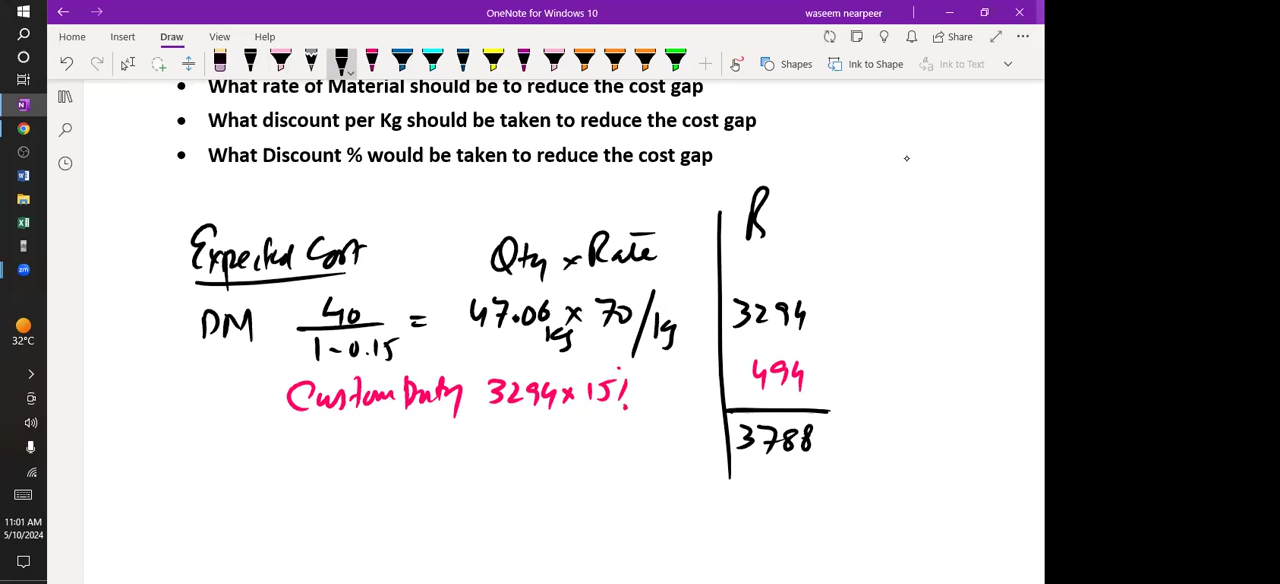 OneNote for Windows 10
waseem nearpeer
Home Insert Draw View Help
Share
Shapes Ink to Shape Ink to Text
• What rate of Material should be to reduce the cost gap
• What discount per Kg should be taken to reduce the cost gap
• What Discount % would be taken to reduce the cost gap
Expected Cost Qty × Rate
DM 40 / 1-0.15 = 47.06 kg × 70/kg 3294
Custom Duty 3294 × 15% 494
3788
32°C
11:01 AM
5/10/2024